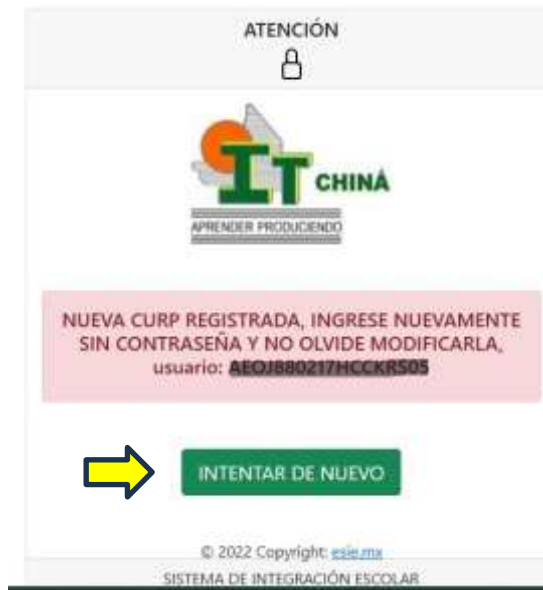 ATENCIÓN
IT CHINÁ
APRENDER PRODUCIENDO
NUEVA CURP REGISTRADA, INGRESE NUEVAMENTE
SIN CONTRASEÑA Y NO OLVIDE MODIFICARLA,
usuario:
INTENTAR DE NUEVO
© 2022 Copyright: esie.mx
SISTEMA DE INTEGRACIÓN ESCOLAR